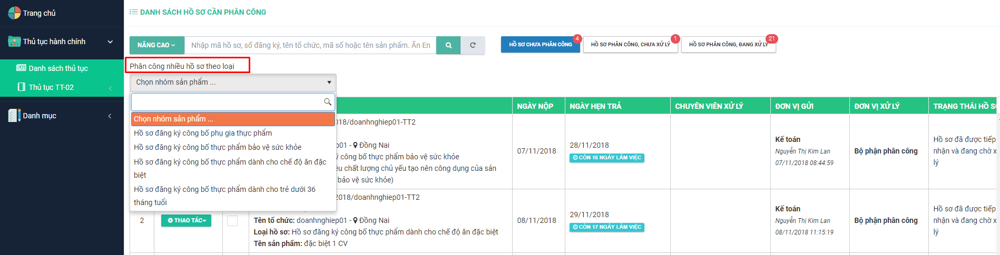 Trang chủ
Thủ tục hành chính
Danh sách thủ tục
Thủ tục TT-02
Danh mục
DANH SÁCH HỒ SƠ CẦN PHÂN CÔNG
NÂNG CAO
Nhập mã hồ sơ, số đăng ký, tên tổ chức, mã số hoặc tên sản phẩm. Ấn En
HỒ SƠ CHƯA PHÂN CÔNG 4
HỒ SƠ PHÂN CÔNG, CHƯA XỬ LÝ 1
HỒ SƠ PHÂN CÔNG, ĐANG XỬ LÝ 21
Phân công nhiều hồ sơ theo loại
Chọn nhóm sản phẩm ...
Chọn nhóm sản phẩm ...
Hồ sơ đăng ký công bố phụ gia thực phẩm
Hồ sơ đăng ký công bố thực phẩm bảo vệ sức khỏe
Hồ sơ đăng ký công bố thực phẩm dành cho chế độ ăn đặc
biệt
Hồ sơ đăng ký công bố thực phẩm dành cho trẻ dưới 36
tháng tuổi
NGÀY NỘP
NGÀY HẸN TRẢ
CHUYÊN VIÊN XỬ LÝ
ĐƠN VỊ GỬI
ĐƠN VỊ XỬ LÝ
TRẠNG THÁI HỒ S
018/doanhnghiep01-TT2
p01 - Đồng Nai
ý công bố thực phẩm bảo vệ sức khỏe
êu chất lượng chủ yếu tạo nên công dụng của sản
bảo vệ sức khỏe)
07/11/2018
28/11/2018
CÒN 16 NGÀY LÀM VIỆC
Kế toán
Nguyễn Thị Kim Lan
07/11/2018 08:44:59
Bộ phận phân công
Hồ sơ đã được tiếp
nhận và đang chờ x
lý
2
THAO TÁC
2018/doanhnghiep01-TT2
Tên tổ chức: doanhnghiep01 - Đồng Nai
Loại hồ sơ: Hồ sơ đăng ký công bố thực phẩm dành cho chế độ ăn đặc biệt
Tên sản phẩm: đặc biệt 1 CV
08/11/2018
29/11/2018
CÒN 17 NGÀY LÀM VIỆC
Kế toán
Nguyễn Thị Kim Lan
08/11/2018 11:15:19
Bộ phận phân công
Hồ sơ đã được tiếp
nhận và đang chờ x
lý